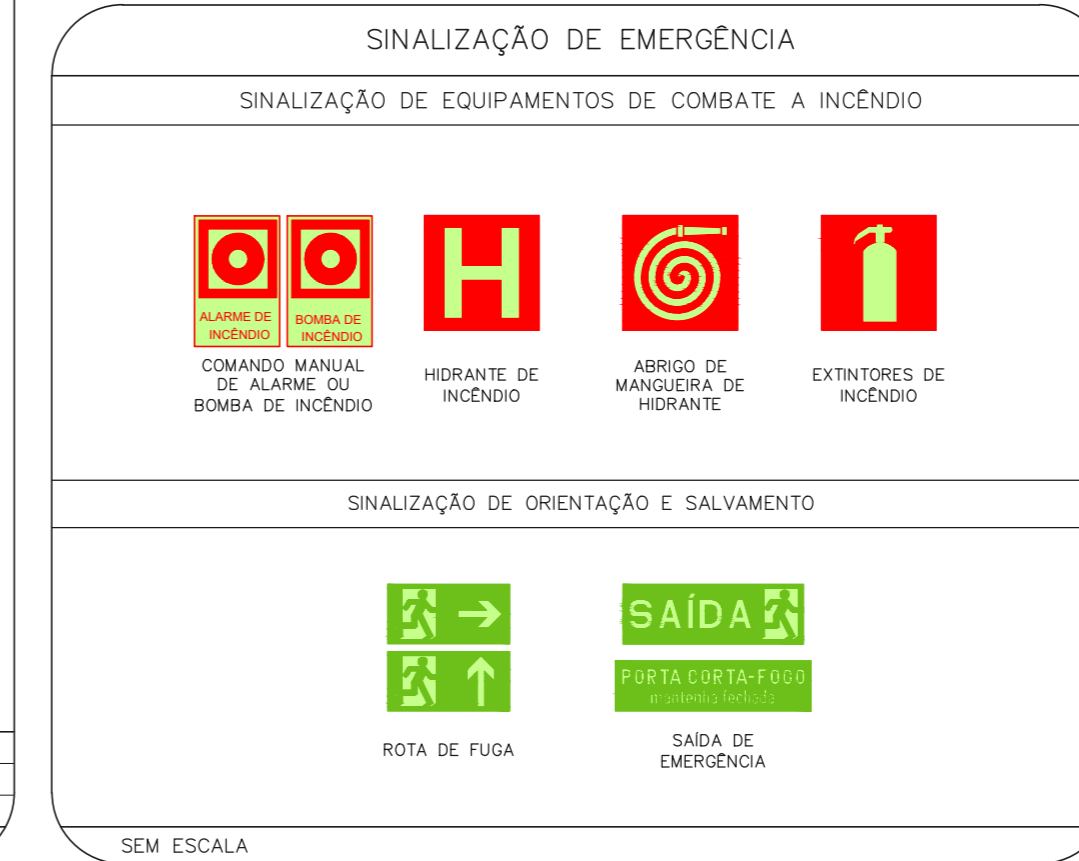 SINALIZAÇÃO DE EMERGÊNCIA
SINALIZAÇÃO DE EQUIPAMENTOS DE COMBATE A INCÊNDIO
ALARME DE
INCÊNDIO
BOMBA DE
INCÊNDIO
H
COMANDO MANUAL
DE ALARME OU
BOMBA DE INCÊNDIO
HIDRANTE DE
INCÊNDIO
ABRIGO DE
MANGUEIRA DE
HIDRANTE
EXTINTORES DE
INCÊNDIO
SINALIZAÇÃO DE ORIENTAÇÃO E SALVAMENTO
SAÍDA
PORTA CORTA-FOGO
mantenha fechada
ROTA DE FUGA
SAÍDA DE
EMERGÊNCIA
SEM ESCALA